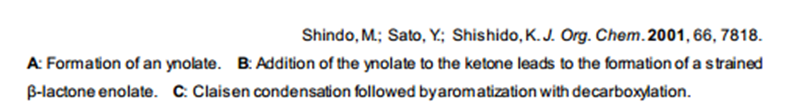 Shindo, M.; Sato, Y.; Shishido, K. J. Org. Chem. 2001, 66, 7818.
A: Formation of an ynolate. B: Addition of the ynolate to the ketone leads to the formation of a strained
β-lactone enolate. C: Claisen condensation followed by aromatization with decarboxylation.